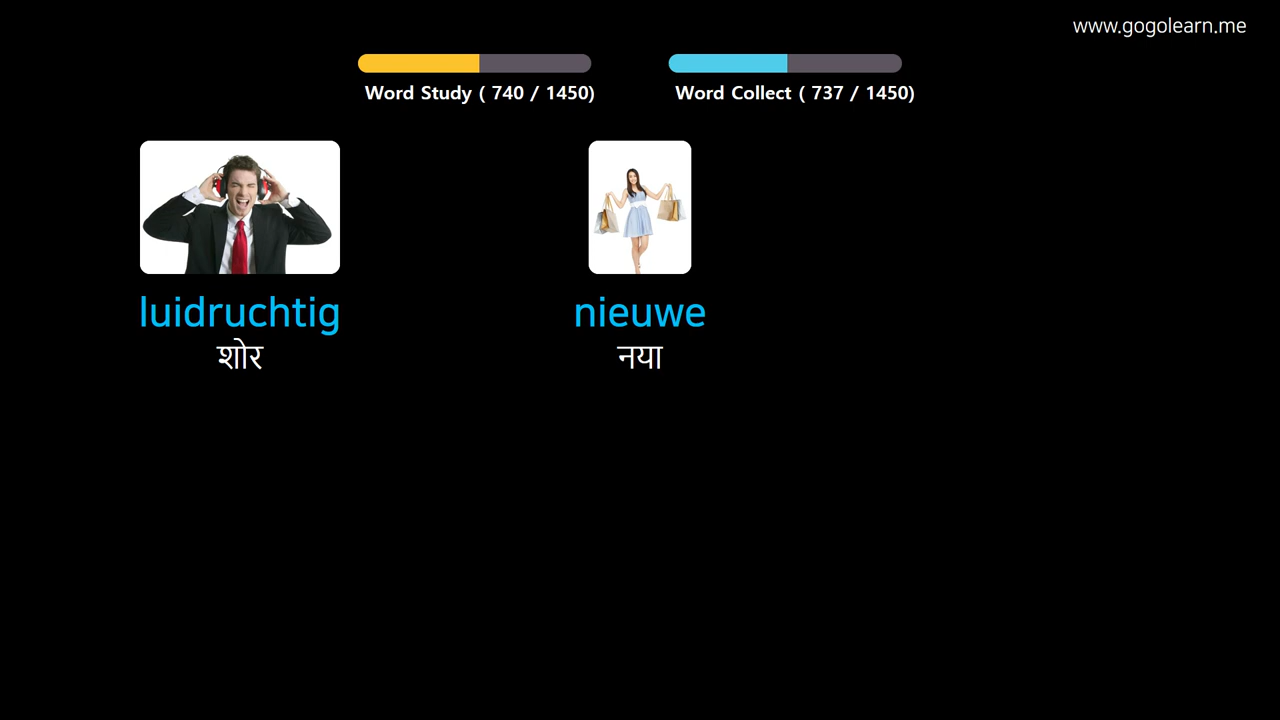 www.gogolearn.me
Word Study ( 740 / 1450)
Word Collect ( 737 / 1450)
luidruchtig
शोर
nieuwe
नया